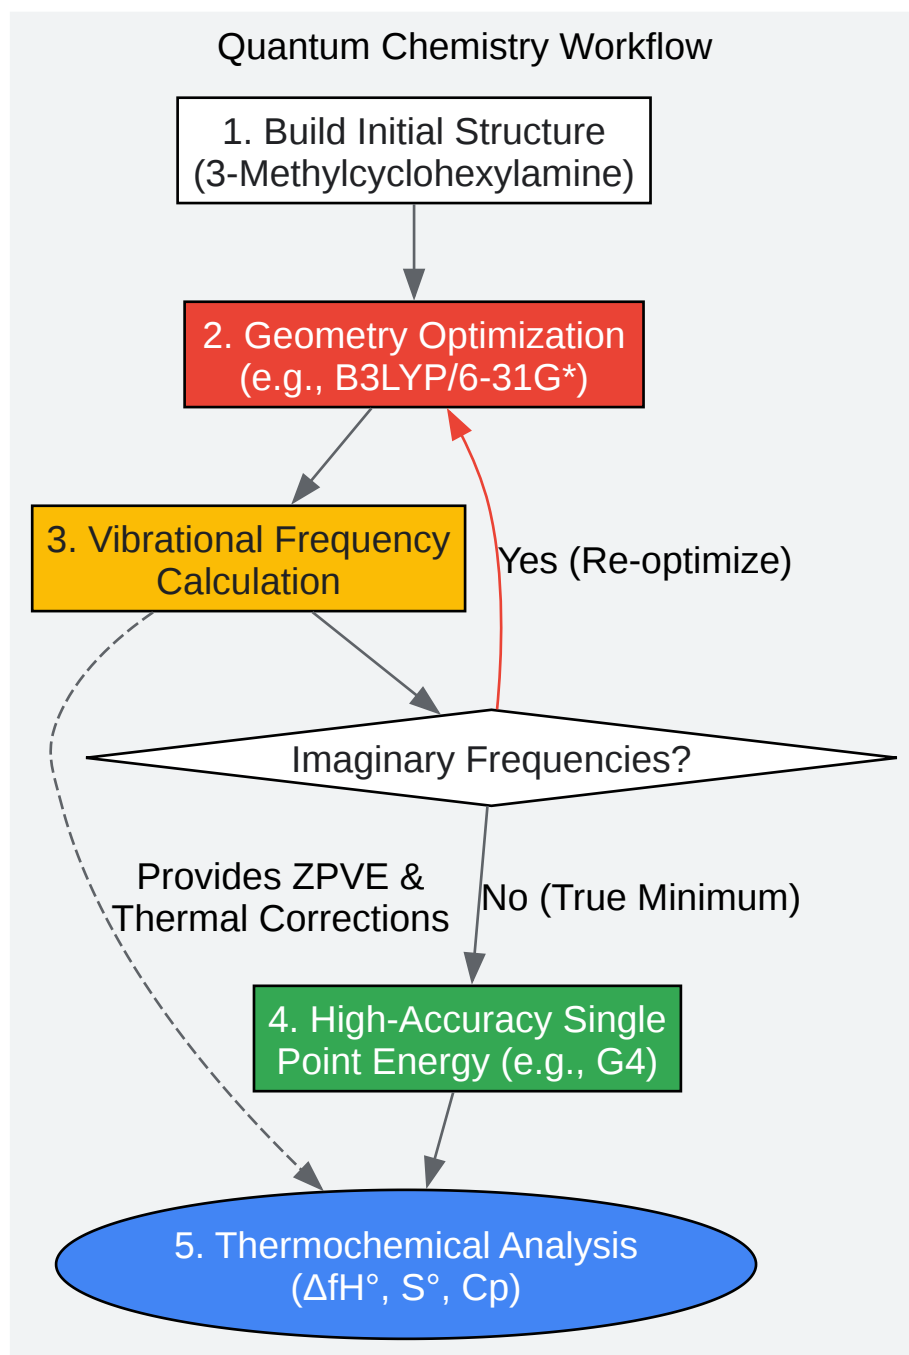 Quantum Chemistry Workflow
1. Build Initial Structure
(3-Methylcyclohexylamine)
2. Geometry Optimization
(e.g., B3LYP/6-31G*)
3. Vibrational Frequency
Calculation
Yes (Re-optimize)
Imaginary Frequencies?
Provides ZPVE &
Thermal Corrections
No (True Minimum)
4. High-Accuracy Single
Point Energy (e.g., G4)
5. Thermochemical Analysis
(ΔfH°, S°, Cp)